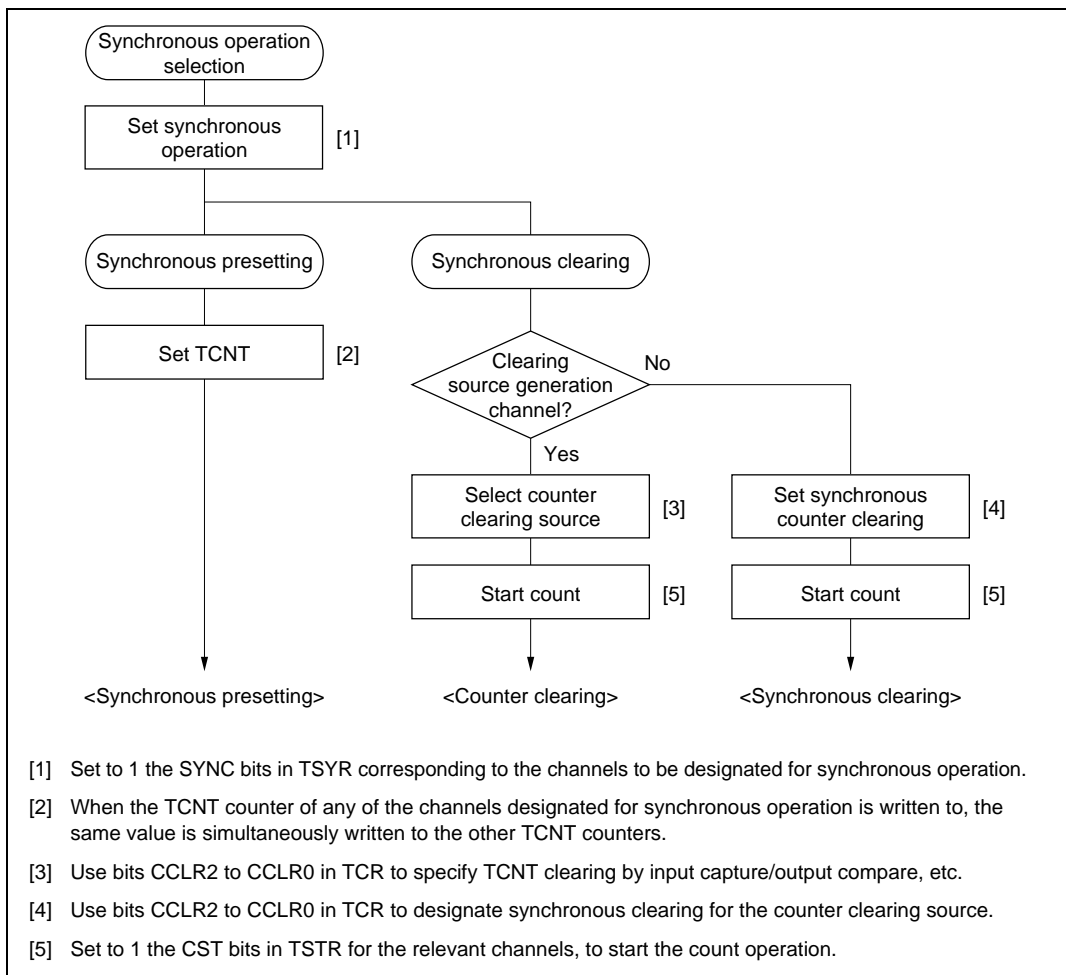 Synchronous operation
selection
Set synchronous
operation
[1]
Synchronous presetting
Synchronous clearing
Set TCNT
[2]
Clearing
source generation
channel?
No
Yes
Select counter
clearing source
[3]
Set synchronous
counter clearing
[4]
Start count
[5]
Start count
[5]
<Synchronous presetting>
<Counter clearing>
<Synchronous clearing>
[1] Set to 1 the SYNC bits in TSYR corresponding to the channels to be designated for synchronous operation.
[2] When the TCNT counter of any of the channels designated for synchronous operation is written to, the
same value is simultaneously written to the other TCNT counters.
[3] Use bits CCLR2 to CCLR0 in TCR to specify TCNT clearing by input capture/output compare, etc.
[4] Use bits CCLR2 to CCLR0 in TCR to designate synchronous clearing for the counter clearing source.
[5] Set to 1 the CST bits in TSTR for the relevant channels, to start the count operation.